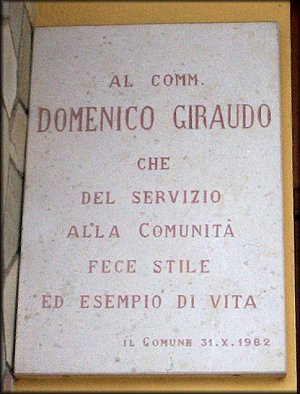 AL COMM.
DOMENICO GIRAUDO
CHE
DEL SERVIZIO
ALLA COMUNITÀ
FECE STILE
ED ESEMPIO DI VITA
IL COMUNE 31.X.1982